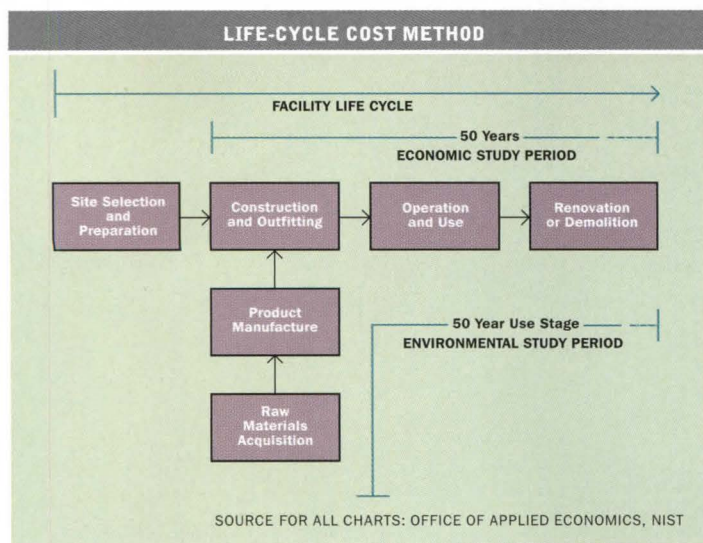 LIFE-CYCLE COST METHOD
FACILITY LIFE CYCLE
50 Years
ECONOMIC STUDY PERIOD
Site Selection
and
Preparation
Construction
and Outfitting
Operation
and Use
Renovation
or Demolition
Product
Manufacture
50 Year Use Stage
ENVIRONMENTAL STUDY PERIOD
Raw
Materials
Acquisition
SOURCE FOR ALL CHARTS: OFFICE OF APPLIED ECONOMICS, NIST